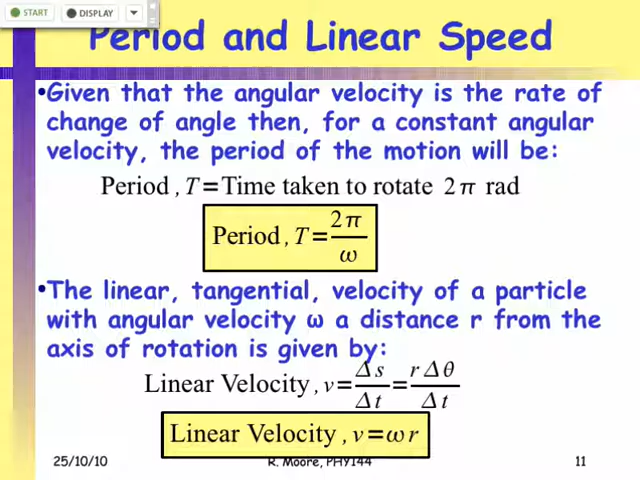 START DISPLAY
Period and Linear Speed
•Given that the angular velocity is the rate of
change of angle then, for a constant angular
velocity, the period of the motion will be:
Period , T = Time taken to rotate 2π rad
Period , T = 2π/ω
•The linear, tangential, velocity of a particle
with angular velocity ω a distance r from the
axis of rotation is given by:
Linear Velocity , v = Δs/Δt = rΔθ/Δt
Linear Velocity , v = ω r
25/10/10 R. Moore, PHY144 11